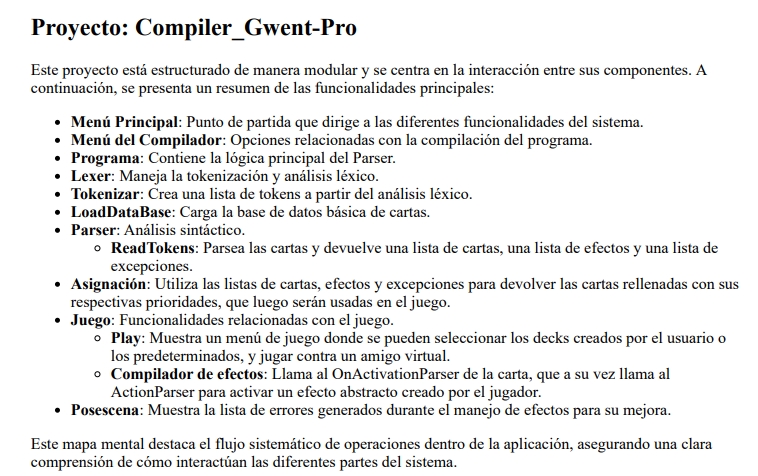 Proyecto: Compiler_Gwent-Pro
Este proyecto está estructurado de manera modular y se centra en la interacción entre sus componentes. A
continuación, se presenta un resumen de las funcionalidades principales:
• Menú Principal: Punto de partida que dirige a las diferentes funcionalidades del sistema.
• Menú del Compilador: Opciones relacionadas con la compilación del programa.
• Programa: Contiene la lógica principal del Parser.
• Lexer: Maneja la tokenización y análisis léxico.
• Tokenizar: Crea una lista de tokens a partir del análisis léxico.
• LoadDataBase: Carga la base de datos básica de cartas.
• Parser: Análisis sintáctico.
◦ ReadTokens: Parsea las cartas y devuelve una lista de cartas, una lista de efectos y una lista de
excepciones.
• Asignación: Utiliza las listas de cartas, efectos y excepciones para devolver las cartas rellenadas con sus
respectivas prioridades, que luego serán usadas en el juego.
• Juego: Funcionalidades relacionadas con el juego.
◦ Play: Muestra un menú de juego donde se pueden seleccionar los decks creados por el usuario o
los predeterminados, y jugar contra un amigo virtual.
◦ Compilador de efectos: Llama al OnActivationParser de la carta, que a su vez llama al
ActionParser para activar un efecto abstracto creado por el jugador.
• Posescena: Muestra la lista de errores generados durante el manejo de efectos para su mejora.
Este mapa mental destaca el flujo sistemático de operaciones dentro de la aplicación, asegurando una clara
comprensión de cómo interactúan las diferentes partes del sistema.